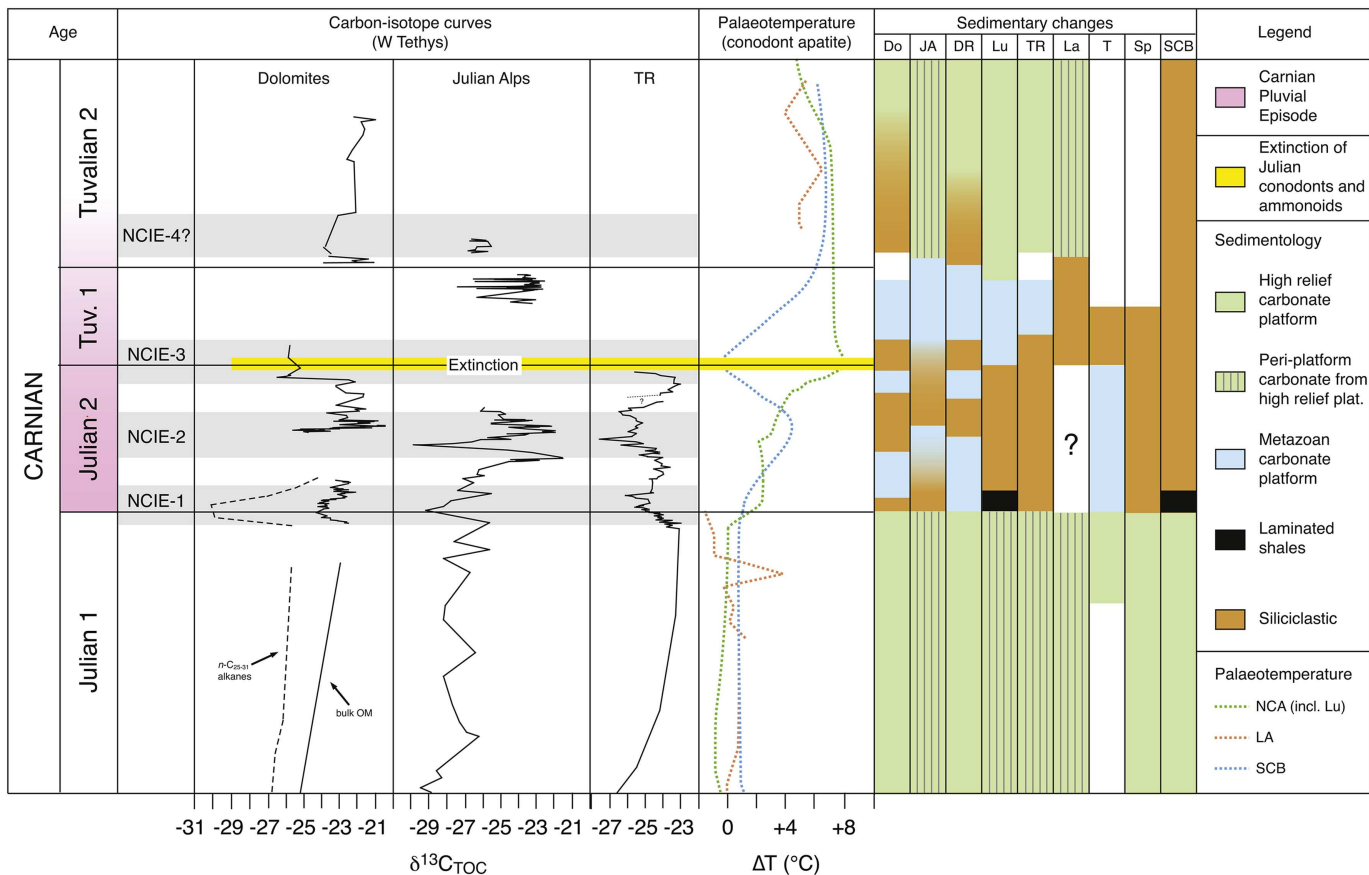 Age
Carbon-isotope curves
(W Tethys)
Palaeotemperature
(conodont apatite)
Sedimentary changes
Legend
Do
JA
DR
Lu
TR
La
T
Sp
SCB
Dolomites
Julian Alps
TR
CARNIAN
Tuvalian 2
Tuv. 1
Julian 2
Julian 1
NCIE-4?
NCIE-3
NCIE-2
NCIE-1
Extinction
?
?
n-C25-31
alkanes
bulk OM
-31 -29 -27 -25 -23 -21
-29 -27 -25 -23 -21
-27 -25 -23
0 +4 +8
δ13CTOC
ΔT (°C)
Carnian
Pluvial
Episode
Extinction of
Julian
conodonts and
ammonoids
Sedimentology
High relief
carbonate
platform
Peri-platform
carbonate from
high relief plat.
Metazoan
carbonate
platform
Laminated
shales
Siliciclastic
Palaeotemperature
NCA (incl. Lu)
LA
SCB